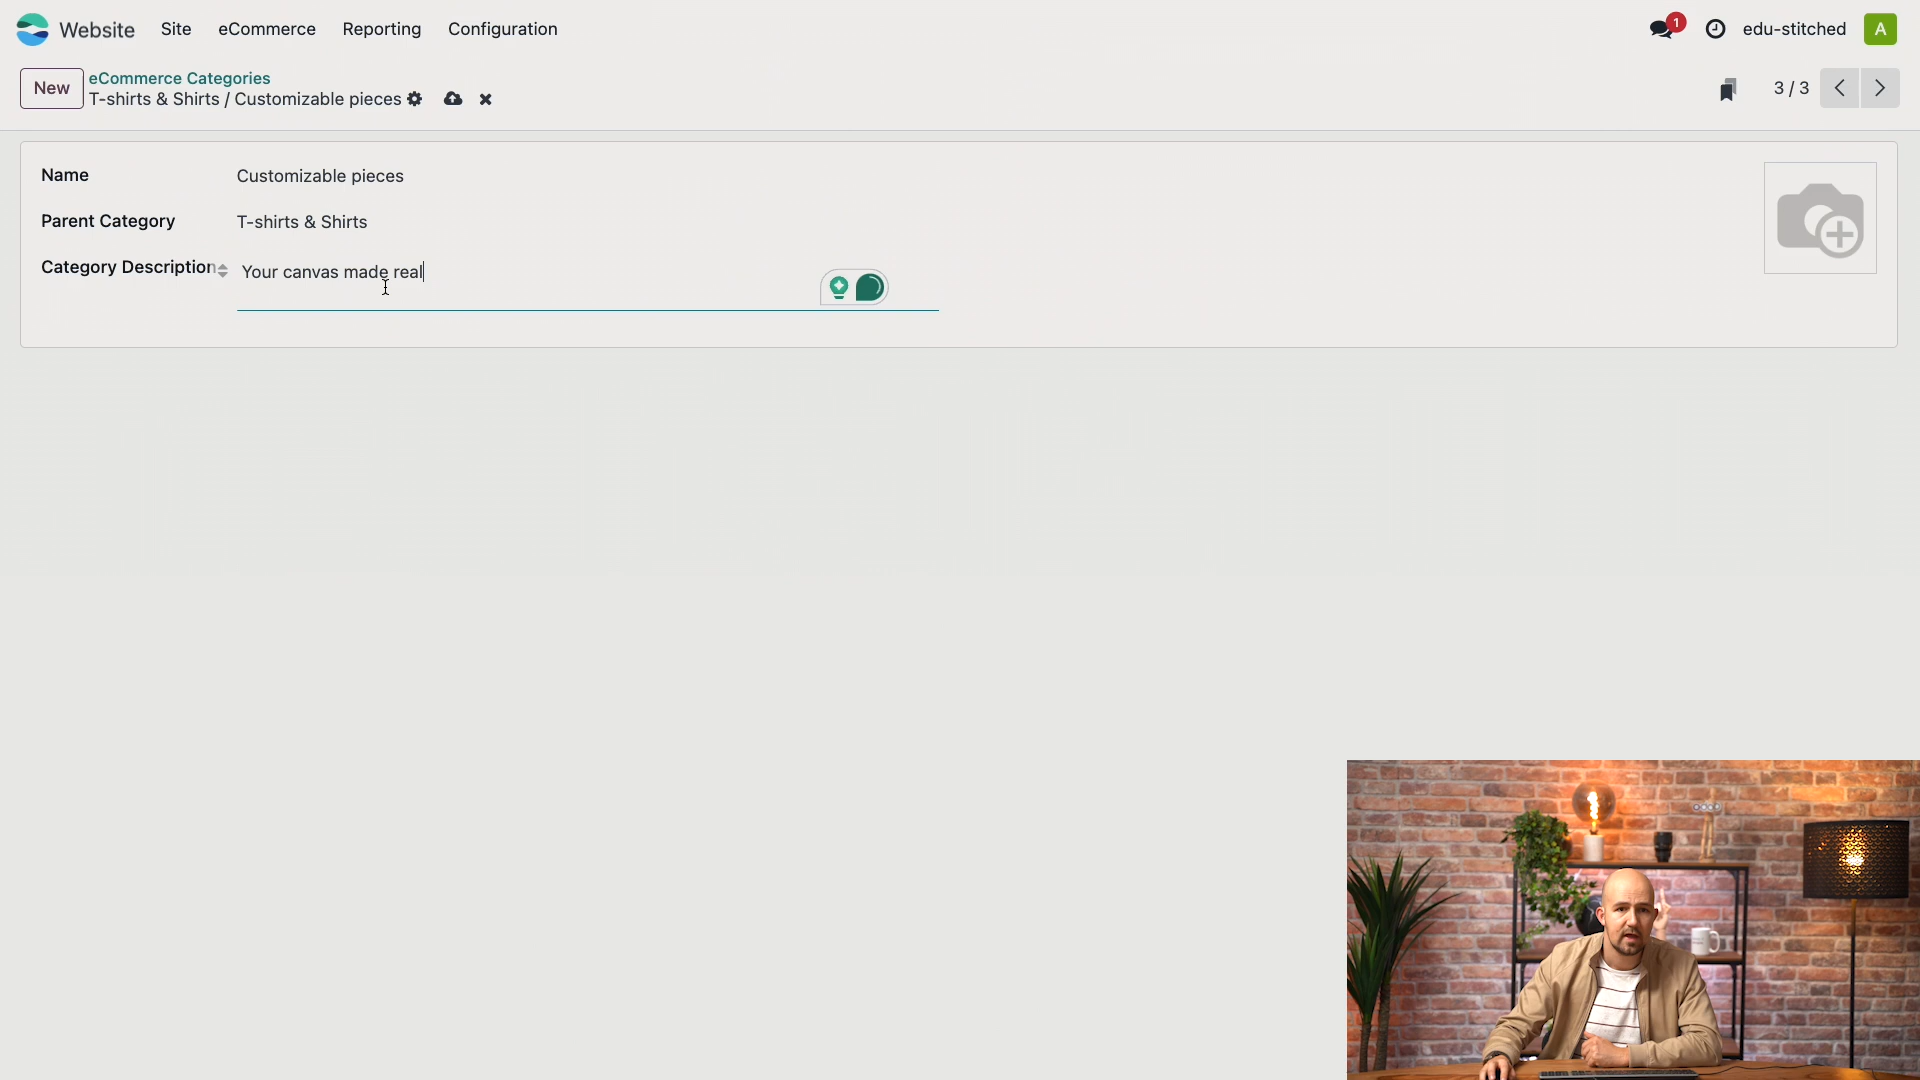 Website Site eCommerce Reporting Configuration 1 edu-stitched A
New eCommerce Categories 3 / 3
T-shirts & Shirts / Customizable pieces
Name Customizable pieces
Parent Category T-shirts & Shirts
Category Description Your canvas made real